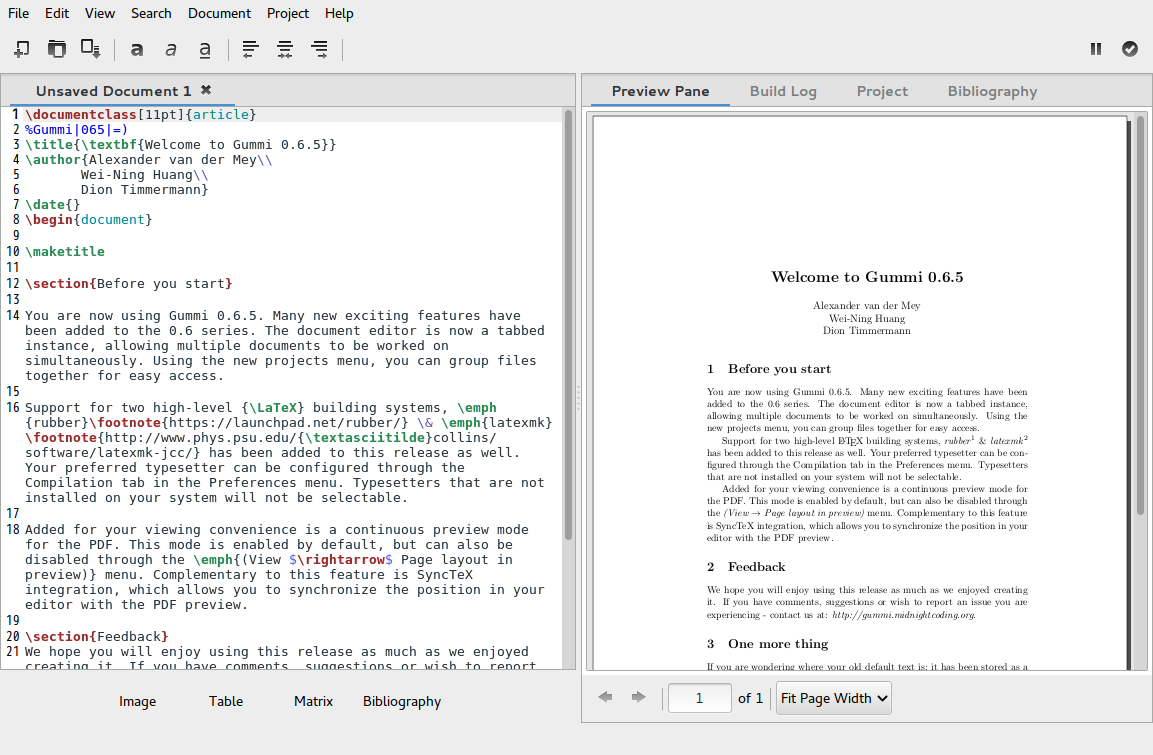 File Edit View Search Document Project Help
a a a
Unsaved Document 1
1 \documentclass[11pt]{article}
2 %Gummi|065|=)
3 \title{\textbf{Welcome to Gummi 0.6.5}}
4 \author{Alexander van der Mey\\
5 Wei-Ning Huang\\
6 Dion Timmermann}
7 \date{}
8 \begin{document}
9
10 \maketitle
11
12 \section{Before you start}
13
14 You are now using Gummi 0.6.5. Many new exciting features have
been added to the 0.6 series. The document editor is now a tabbed
instance, allowing multiple documents to be worked on
simultaneously. Using the new projects menu, you can group files
together for easy access.
15
16 Support for two high-level {\LaTeX} building systems, \emph
{rubber}\footnote{https://launchpad.net/rubber/} \& \emph{latexmk}
\footnote{http://www.phys.psu.edu/{\textasciitilde}collins/
software/latexmk-jcc/} has been added to this release as well.
Your preferred typesetter can be configured through the
Compilation tab in the Preferences menu. Typesetters that are not
installed on your system will not be selectable.
17
18 Added for your viewing convenience is a continuous preview mode
for the PDF. This mode is enabled by default, but can also be
disabled through the \emph{(View $\rightarrow$ Page layout in
preview)} menu. Complementary to this feature is SyncTeX
integration, which allows you to synchronize the position in your
editor with the PDF preview.
19
20 \section{Feedback}
21 We hope you will enjoy using this release as much as we enjoyed
creating it. If you have comments, suggestions or wish to report
Image Table Matrix Bibliography
Preview Pane Build Log Project Bibliography
Welcome to Gummi 0.6.5
Alexander van der Mey
Wei-Ning Huang
Dion Timmermann
1 Before you start
You are now using Gummi 0.6.5. Many new exciting features have been
added to the 0.6 series. The document editor is now a tabbed instance,
allowing multiple documents to be worked on simultaneously. Using the
new projects menu, you can group files together for easy access.
Support for two high-level LaTeX building systems, rubber¹ & latexmk²
has been added to this release as well. Your preferred typesetter can be con-
figured through the Compilation tab in the Preferences menu. Typesetters
that are not installed on your system will not be selectable.
Added for your viewing convenience is a continuous preview mode for
the PDF. This mode is enabled by default, but can also be disabled through
the (View → Page layout in preview) menu. Complementary to this feature
is SyncTeX integration, which allows you to synchronize the position in your
editor with the PDF preview.
2 Feedback
We hope you will enjoy using this release as much as we enjoyed creating
it. If you have comments, suggestions or wish to report an issue you are
experiencing - contact us at: http://gummi.midnightcoding.org.
3 One more thing
If you are wondering where your old default text is; it has been stored as a
1 of 1 Fit Page Width